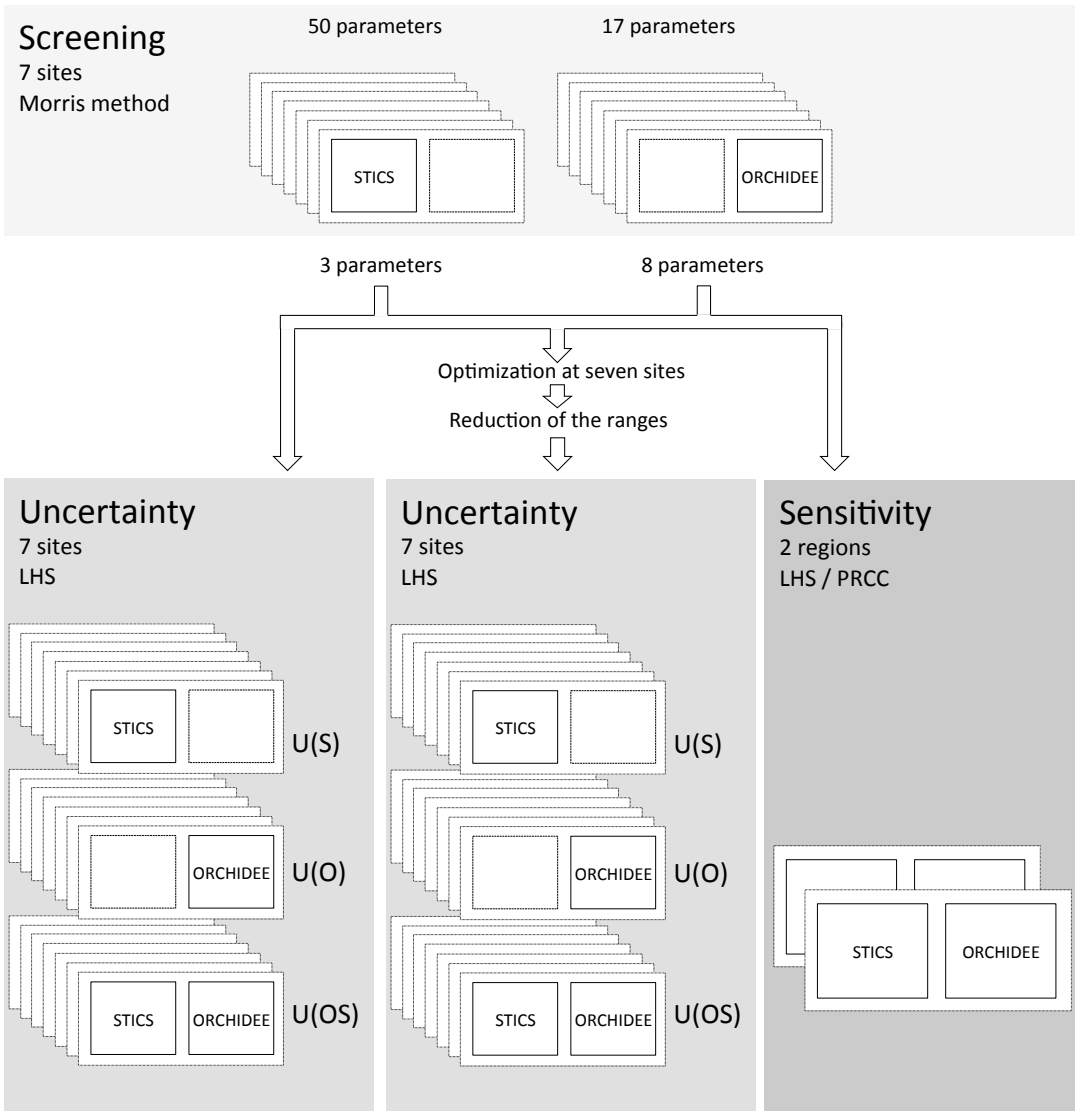 Screening
7 sites
Morris method
50 parameters
17 parameters
STICS
ORCHIDEE
3 parameters
8 parameters
Optimization at seven sites
Reduction of the ranges
Uncertainty
7 sites
LHS
STICS
U(S)
ORCHIDEE
U(O)
STICS
ORCHIDEE
U(OS)
Uncertainty
7 sites
LHS
STICS
U(S)
ORCHIDEE
U(O)
STICS
ORCHIDEE
U(OS)
Sensitivity
2 regions
LHS / PRCC
STICS
ORCHIDEE